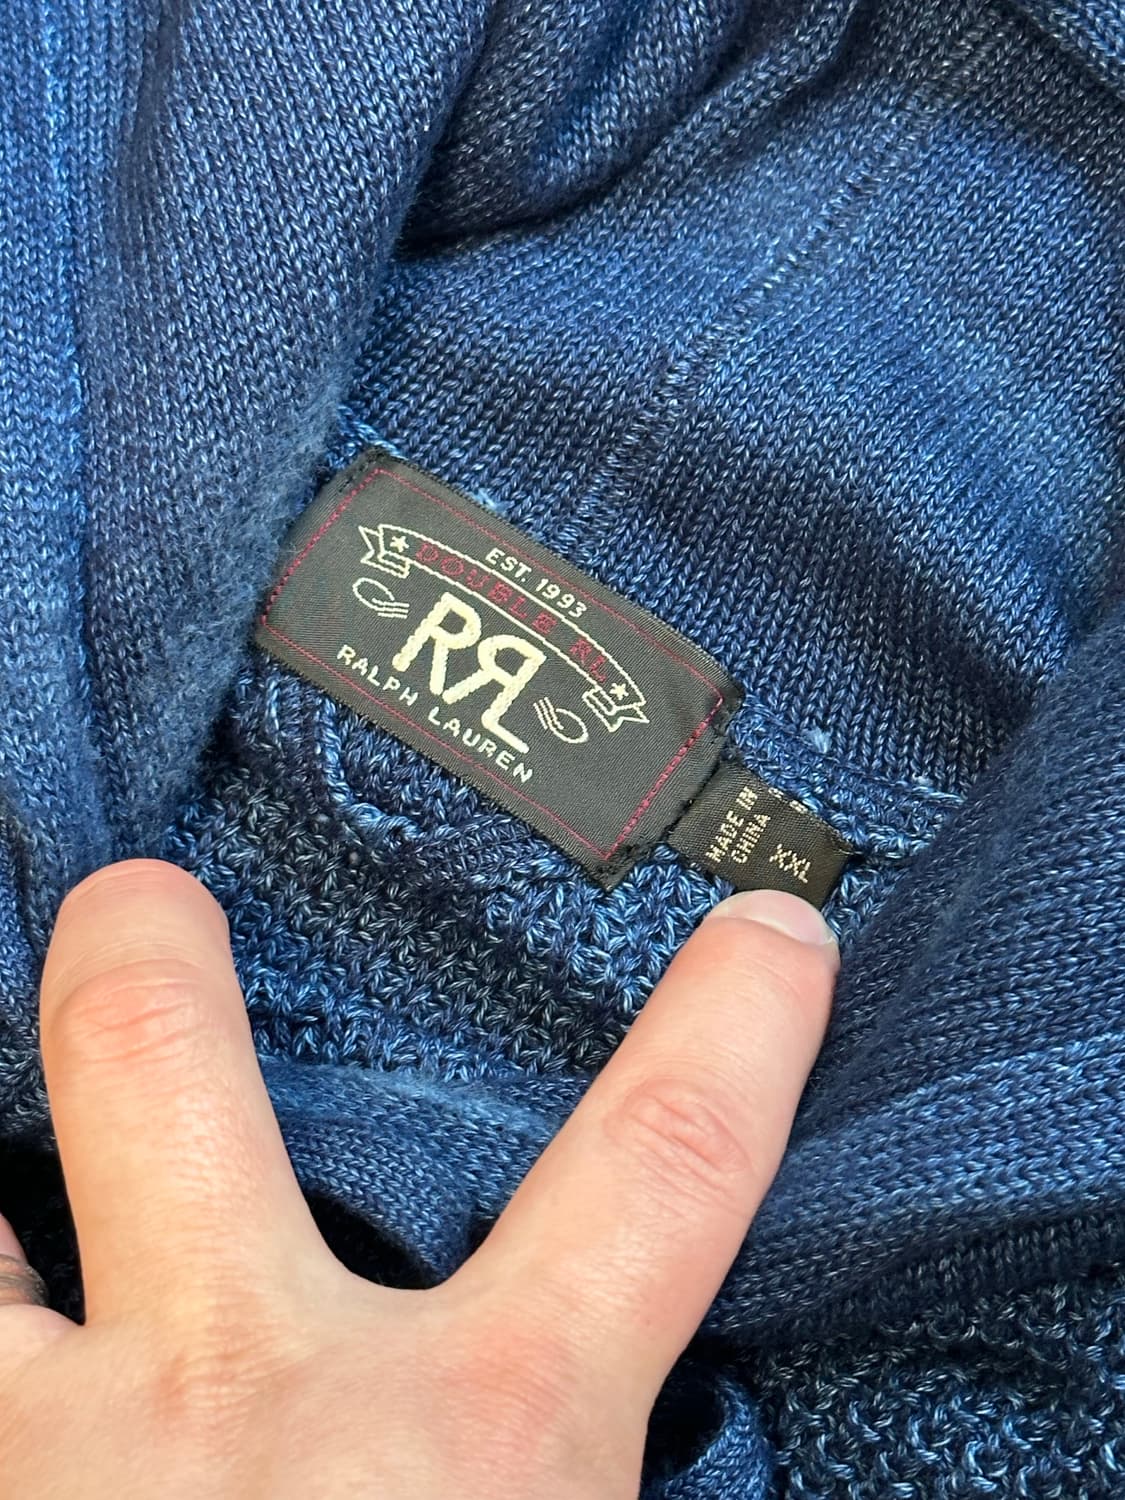 EST. 1993
DOUBLE RL
RRL
RALPH LAUREN
MADE IN
CHINA
XXL